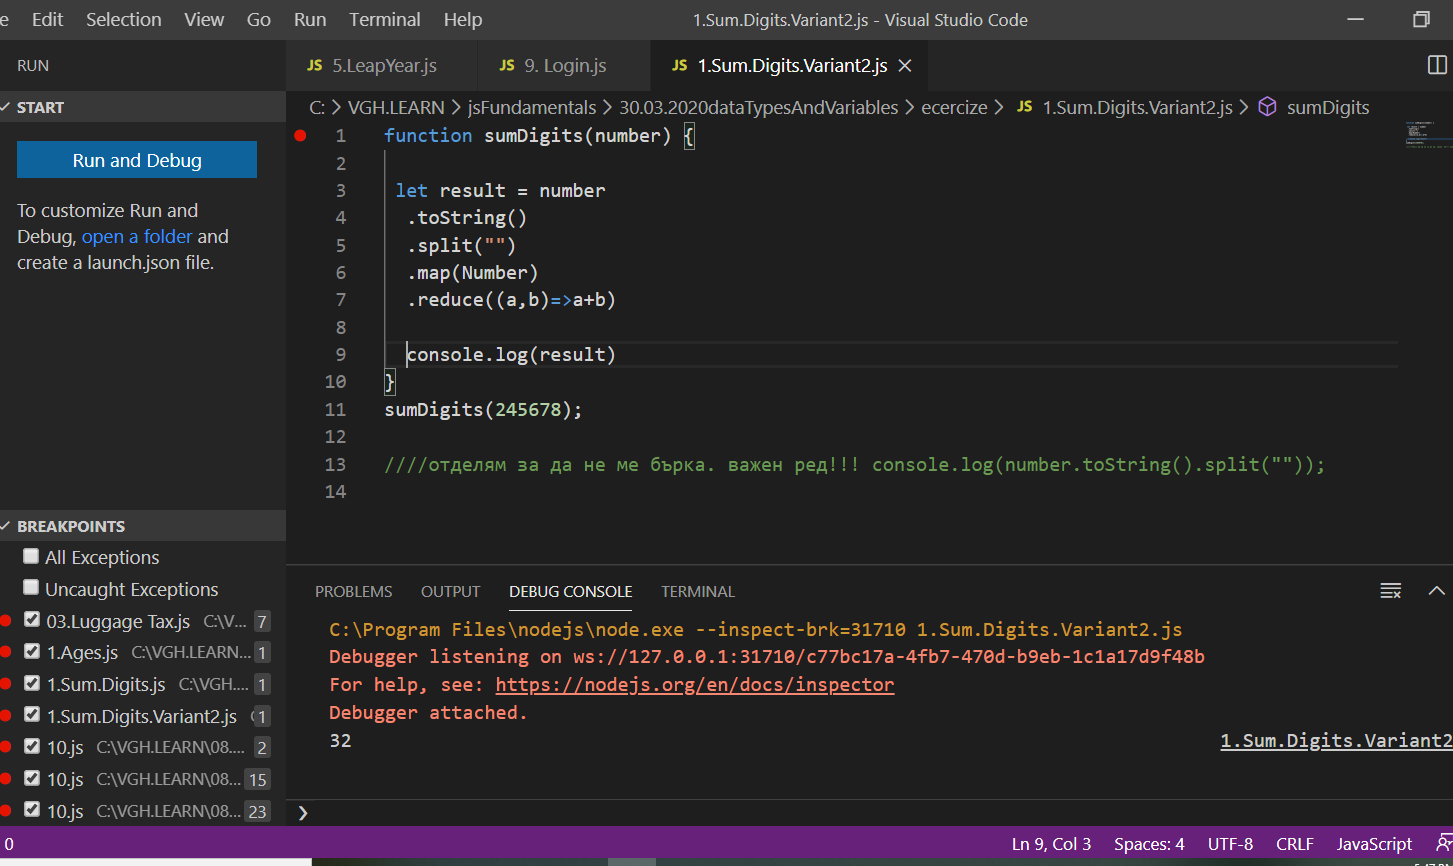 e Edit Selection View Go Run Terminal Help 1.Sum.Digits.Variant2.js - Visual Studio Code
RUN
START
Run and Debug
To customize Run and
Debug, open a folder and
create a launch.json file.
BREAKPOINTS
All Exceptions
Uncaught Exceptions
03.Luggage Tax.js C:\V... 7
1.Ages.js C:\VGH.LEARN... 1
1.Sum.Digits.js C:\VGH.... 1
1.Sum.Digits.Variant2.js 1
10.js C:\VGH.LEARN\08.... 2
10.js C:\VGH.LEARN\08... 15
10.js C:\VGH.LEARN\08... 23
JS 5.LeapYear.js JS 9. Login.js JS 1.Sum.Digits.Variant2.js
C: > VGH.LEARN > jsFundamentals > 30.03.2020dataTypesAndVariables > ecercize > JS 1.Sum.Digits.Variant2.js > sumDigits
1 function sumDigits(number) {
2
3 let result = number
4 .toString()
5 .split("")
6 .map(Number)
7 .reduce((a,b)=>a+b)
8
9 console.log(result)
10 }
11 sumDigits(245678);
12
13 ////отделям за да не ме бърка. важен ред!!! console.log(number.toString().split(""));
14
PROBLEMS OUTPUT DEBUG CONSOLE TERMINAL
C:\Program Files\nodejs\node.exe --inspect-brk=31710 1.Sum.Digits.Variant2.js
Debugger listening on ws://127.0.0.1:31710/c77bc17a-4fb7-470d-b9eb-1c1a17d9f48b
For help, see: https://nodejs.org/en/docs/inspector
Debugger attached.
32 1.Sum.Digits.Variant2
0 Ln 9, Col 3 Spaces: 4 UTF-8 CRLF JavaScript